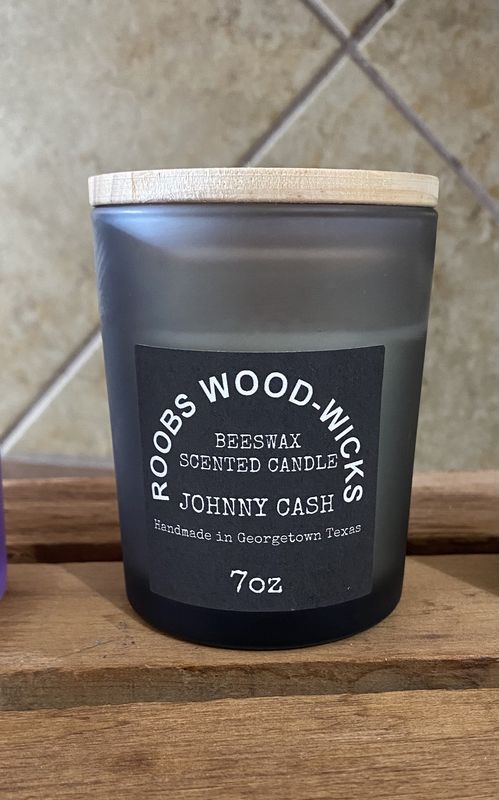 ROOBS WOOD-WICKS
BEESWAX
SCENTED CANDLE
JOHNNY CASH
Handmade in Georgetown Texas
7oz